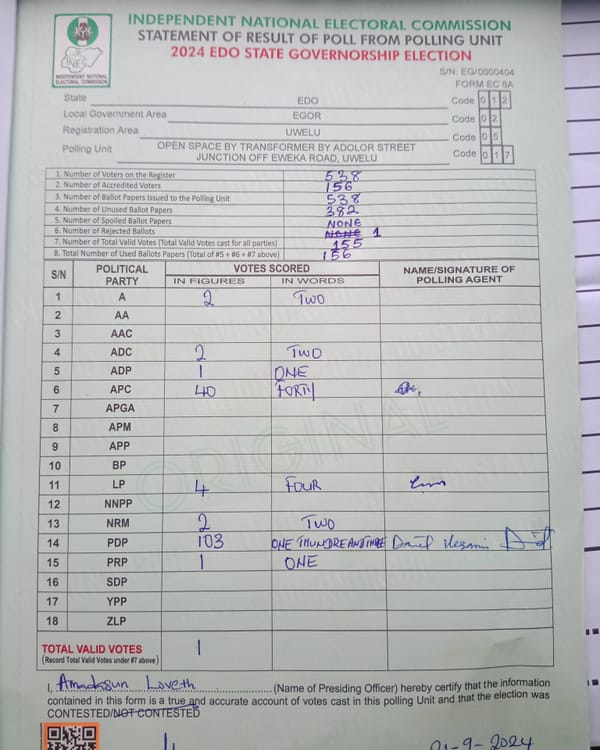 INDEPENDENT NATIONAL ELECTORAL COMMISSION
STATEMENT OF RESULT OF POLL FROM POLLING UNIT
2024 EDO STATE GOVERNORSHIP ELECTION
INEC
INDEPENDENT NATIONAL
ELECTORAL COMMISSION
S/N: EG/0000404
FORM EC 8A
State EDO Code 0 1 2
Local Government Area EGOR Code 0 2
Registration Area UWELU Code 0 5
Polling Unit OPEN SPACE BY TRANSFORMER BY ADOLOR STREET
JUNCTION OFF EWEKA ROAD, UWELU Code 0 1 7
1. Number of Voters on the Register 538
2. Number of Accredited Voters 156
3. Number of Ballot Papers Issued to the Polling Unit 538
4. Number of Unused Ballot Papers 382
5. Number of Spoiled Ballot Papers NONE
6. Number of Rejected Ballots NONE 1
7. Number of Total Valid Votes (Total Valid Votes cast for all parties) 155
8. Total Number of Used Ballots Papers (Total of #5 + #6 + #7 above) 156
S/N POLITICAL PARTY VOTES SCORED NAME/SIGNATURE OF POLLING AGENT
IN FIGURES IN WORDS
1 A 2 TWO
2 AA
3 AAC
4 ADC 2 TWO
5 ADP 1 ONE
6 APC 40 FORTY
7 APGA
8 APM
9 APP
10 BP
11 LP 4 FOUR
12 NNPP
13 NRM 2 TWO
14 PDP 103 ONE THUNDREANDTHREE
15 PRP 1 ONE
16 SDP
17 YPP
18 ZLP
ORIGINAL
TOTAL VALID VOTES 1
(Record Total Valid Votes under #7 above)
I, Amadasun Loveth (Name of Presiding Officer) hereby certify that the information
contained in this form is a true and accurate account of votes cast in this polling Unit and that the election was
CONTESTED/NOT CONTESTED
21-9-2024